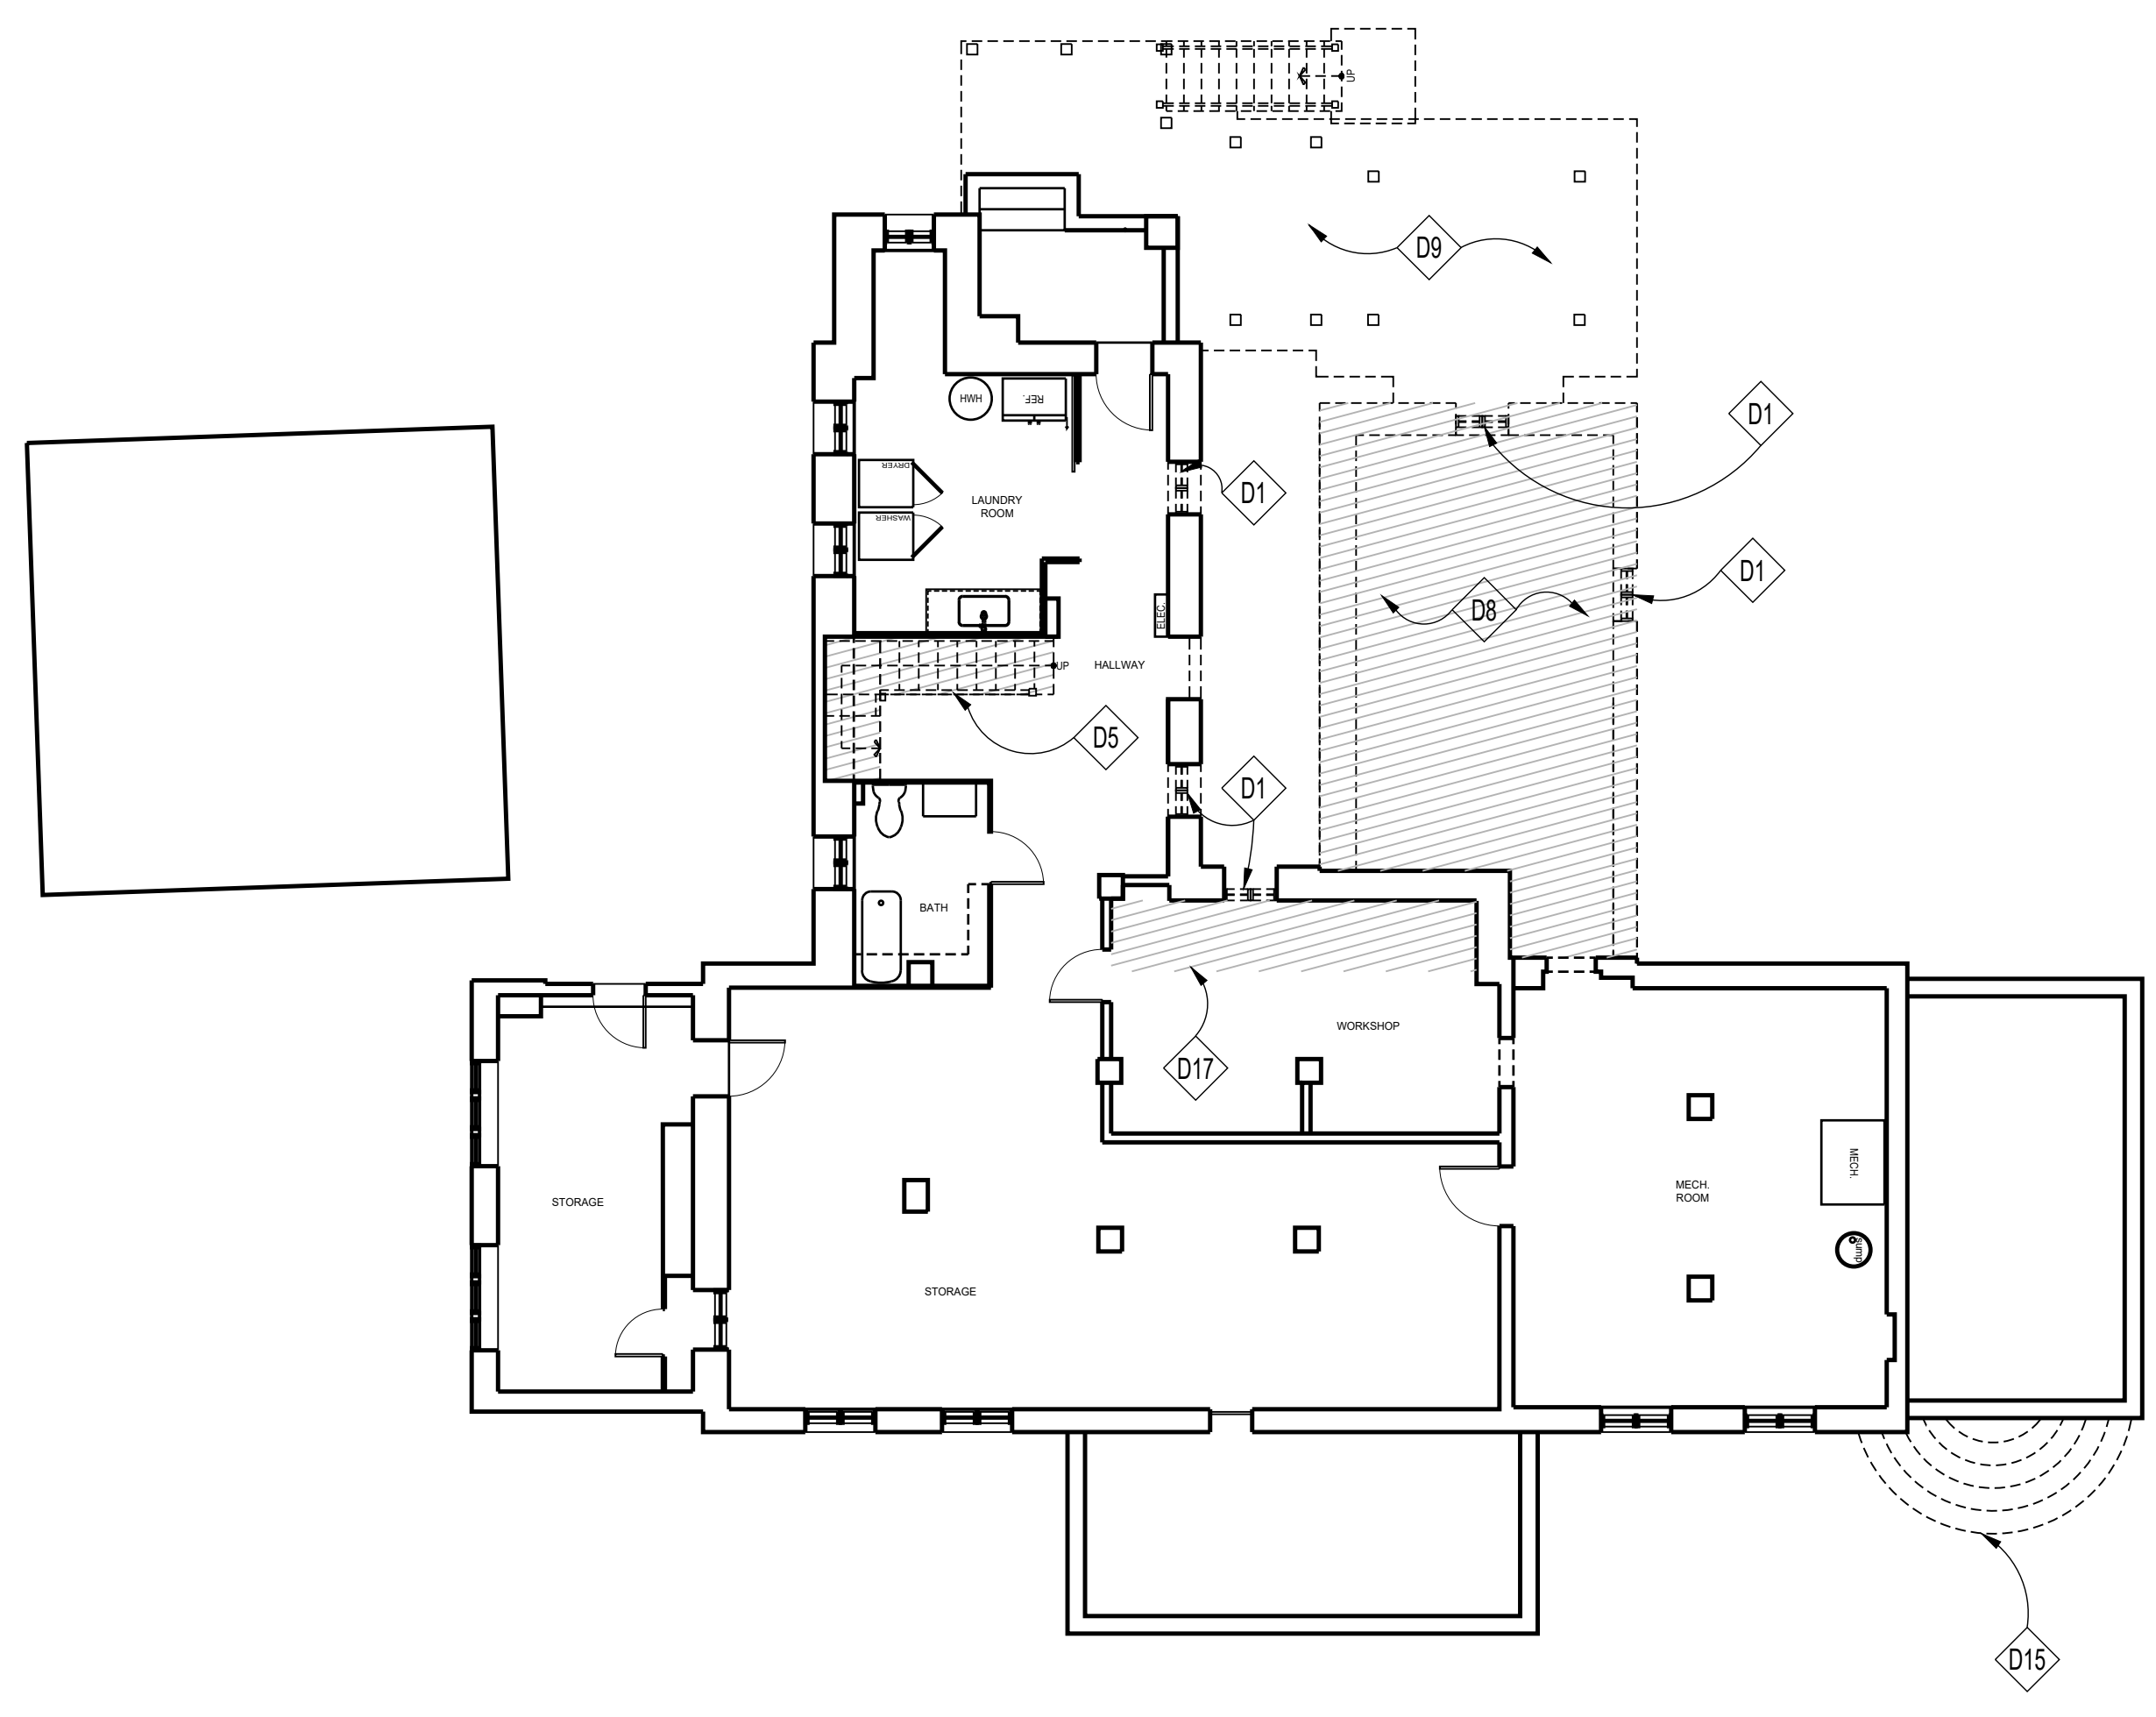 UP
D9
D1
HWH
REF.
DRYER
D1
LAUNDRY
ROOM
WASHER
D1
D8
ELEC.
UP
HALLWAY
D5
D1
BATH
WORKSHOP
D17
MECH.
MECH.
ROOM
STORAGE
sump
STORAGE
D15